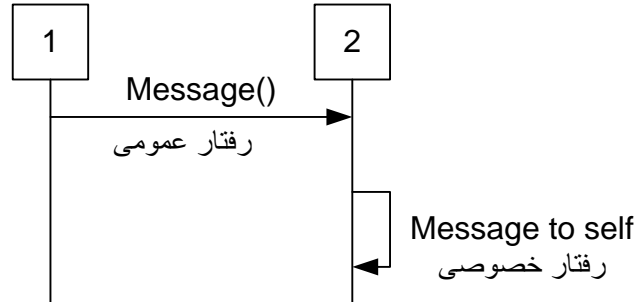 1
2
Message()
رفتار عمومی
Message to self
رفتار خصوصی